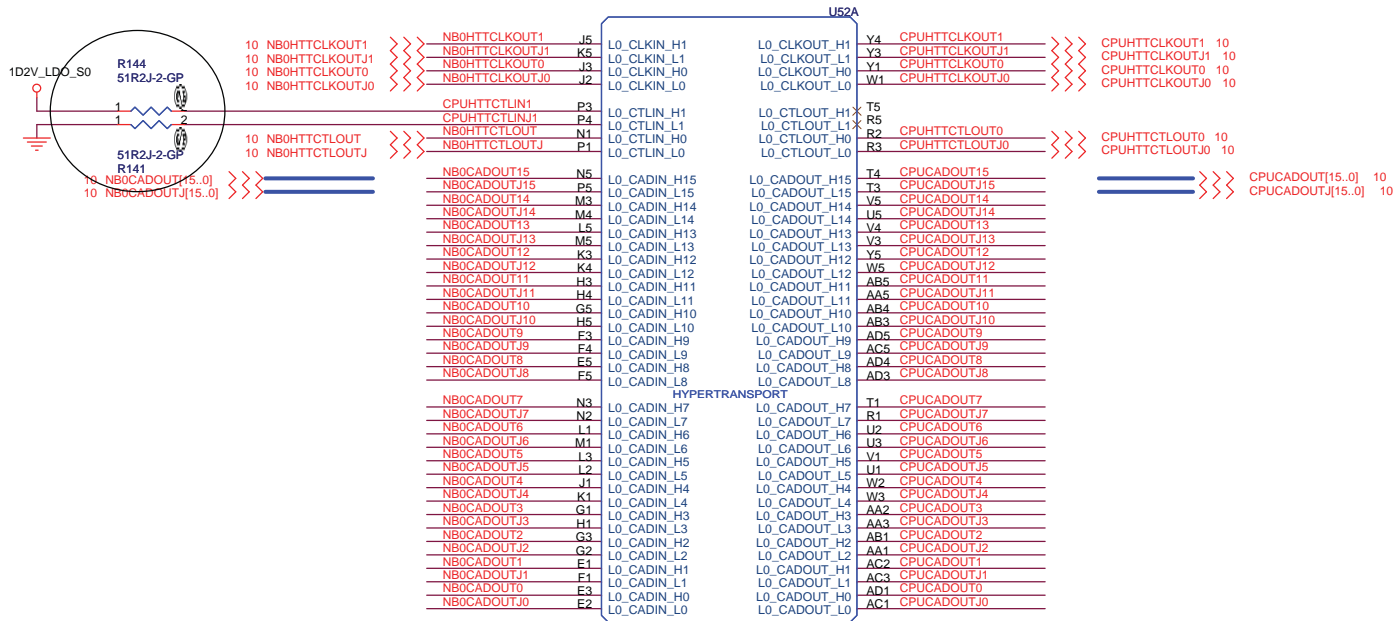 U52A
10 NB0HTTCLKOUT1 NB0HTTCLKOUT1 J5 L0_CLKIN_H1 L0_CLKOUT_H1 Y4 CPUHTTCLKOUT1 CPUHTTCLKOUT1 10
10 NB0HTTCLKOUTJ1 NB0HTTCLKOUTJ1 K5 L0_CLKIN_L1 L0_CLKOUT_L1 Y3 CPUHTTCLKOUTJ1 CPUHTTCLKOUTJ1 10
10 NB0HTTCLKOUT0 NB0HTTCLKOUT0 J3 L0_CLKIN_H0 L0_CLKOUT_H0 Y1 CPUHTTCLKOUT0 CPUHTTCLKOUT0 10
10 NB0HTTCLKOUTJ0 NB0HTTCLKOUTJ0 J2 L0_CLKIN_L0 L0_CLKOUT_L0 W1 CPUHTTCLKOUTJ0 CPUHTTCLKOUTJ0 10
R144
1D2V_LDO_S0
51R2J-2-GP
1 CPUHTTCTLIN1 P3 L0_CTLIN_H1 L0_CTLOUT_H1 T5
1 2 CPUHTTCTLINJ1 P4 L0_CTLIN_L1 L0_CTLOUT_L1 R5
10 NB0HTTCTLOUT NB0HTTCTLOUT N1 L0_CTLIN_H0 L0_CTLOUT_H0 R2 CPUHTTCTLOUT0 CPUHTTCTLOUT0 10
10 NB0HTTCTLOUTJ NB0HTTCTLOUTJ P1 L0_CTLIN_L0 L0_CTLOUT_L0 R3 CPUHTTCTLOUTJ0 CPUHTTCTLOUTJ0 10
51R2J-2-GP
R141
10 NB0CADOUT[15..0] NB0CADOUT15 N5 L0_CADIN_H15 L0_CADOUT_H15 T4 CPUCADOUT15 CPUCADOUT[15..0] 10
10 NB0CADOUTJ[15..0] NB0CADOUTJ15 P5 L0_CADIN_L15 L0_CADOUT_L15 T3 CPUCADOUTJ15 CPUCADOUTJ[15..0] 10
NB0CADOUT14 M3 L0_CADIN_H14 L0_CADOUT_H14 V5 CPUCADOUT14
NB0CADOUTJ14 M4 L0_CADIN_L14 L0_CADOUT_L14 U5 CPUCADOUTJ14
NB0CADOUT13 L5 L0_CADIN_H13 L0_CADOUT_H13 V4 CPUCADOUT13
NB0CADOUTJ13 M5 L0_CADIN_L13 L0_CADOUT_L13 V3 CPUCADOUTJ13
NB0CADOUT12 K3 L0_CADIN_H12 L0_CADOUT_H12 Y5 CPUCADOUT12
NB0CADOUTJ12 K4 L0_CADIN_L12 L0_CADOUT_L12 W5 CPUCADOUTJ12
NB0CADOUT11 H3 L0_CADIN_H11 L0_CADOUT_H11 AB5 CPUCADOUT11
NB0CADOUTJ11 H4 L0_CADIN_L11 L0_CADOUT_L11 AA5 CPUCADOUTJ11
NB0CADOUT10 G5 L0_CADIN_H10 L0_CADOUT_H10 AB4 CPUCADOUT10
NB0CADOUTJ10 H5 L0_CADIN_L10 L0_CADOUT_L10 AB3 CPUCADOUTJ10
NB0CADOUT9 F3 L0_CADIN_H9 L0_CADOUT_H9 AD5 CPUCADOUT9
NB0CADOUTJ9 F4 L0_CADIN_L9 L0_CADOUT_L9 AC5 CPUCADOUTJ9
NB0CADOUT8 E5 L0_CADIN_H8 L0_CADOUT_H8 AD4 CPUCADOUT8
NB0CADOUTJ8 F5 L0_CADIN_L8 L0_CADOUT_L8 AD3 CPUCADOUTJ8
HYPERTRANSPORT
NB0CADOUT7 N3 L0_CADIN_H7 L0_CADOUT_H7 T1 CPUCADOUT7
NB0CADOUTJ7 N2 L0_CADIN_L7 L0_CADOUT_L7 R1 CPUCADOUTJ7
NB0CADOUT6 L1 L0_CADIN_H6 L0_CADOUT_H6 U2 CPUCADOUT6
NB0CADOUTJ6 M1 L0_CADIN_L6 L0_CADOUT_L6 U3 CPUCADOUTJ6
NB0CADOUT5 L3 L0_CADIN_H5 L0_CADOUT_H5 V1 CPUCADOUT5
NB0CADOUTJ5 L2 L0_CADIN_L5 L0_CADOUT_L5 U1 CPUCADOUTJ5
NB0CADOUT4 J1 L0_CADIN_H4 L0_CADOUT_H4 W2 CPUCADOUT4
NB0CADOUTJ4 K1 L0_CADIN_L4 L0_CADOUT_L4 W3 CPUCADOUTJ4
NB0CADOUT3 G1 L0_CADIN_H3 L0_CADOUT_H3 AA2 CPUCADOUT3
NB0CADOUTJ3 H1 L0_CADIN_L3 L0_CADOUT_L3 AA3 CPUCADOUTJ3
NB0CADOUT2 G3 L0_CADIN_H2 L0_CADOUT_H2 AB1 CPUCADOUT2
NB0CADOUTJ2 G2 L0_CADIN_L2 L0_CADOUT_L2 AA1 CPUCADOUTJ2
NB0CADOUT1 E1 L0_CADIN_H1 L0_CADOUT_H1 AC2 CPUCADOUT1
NB0CADOUTJ1 F1 L0_CADIN_L1 L0_CADOUT_L1 AC3 CPUCADOUTJ1
NB0CADOUT0 E3 L0_CADIN_H0 L0_CADOUT_H0 AD1 CPUCADOUT0
NB0CADOUTJ0 E2 L0_CADIN_L0 L0_CADOUT_L0 AC1 CPUCADOUTJ0